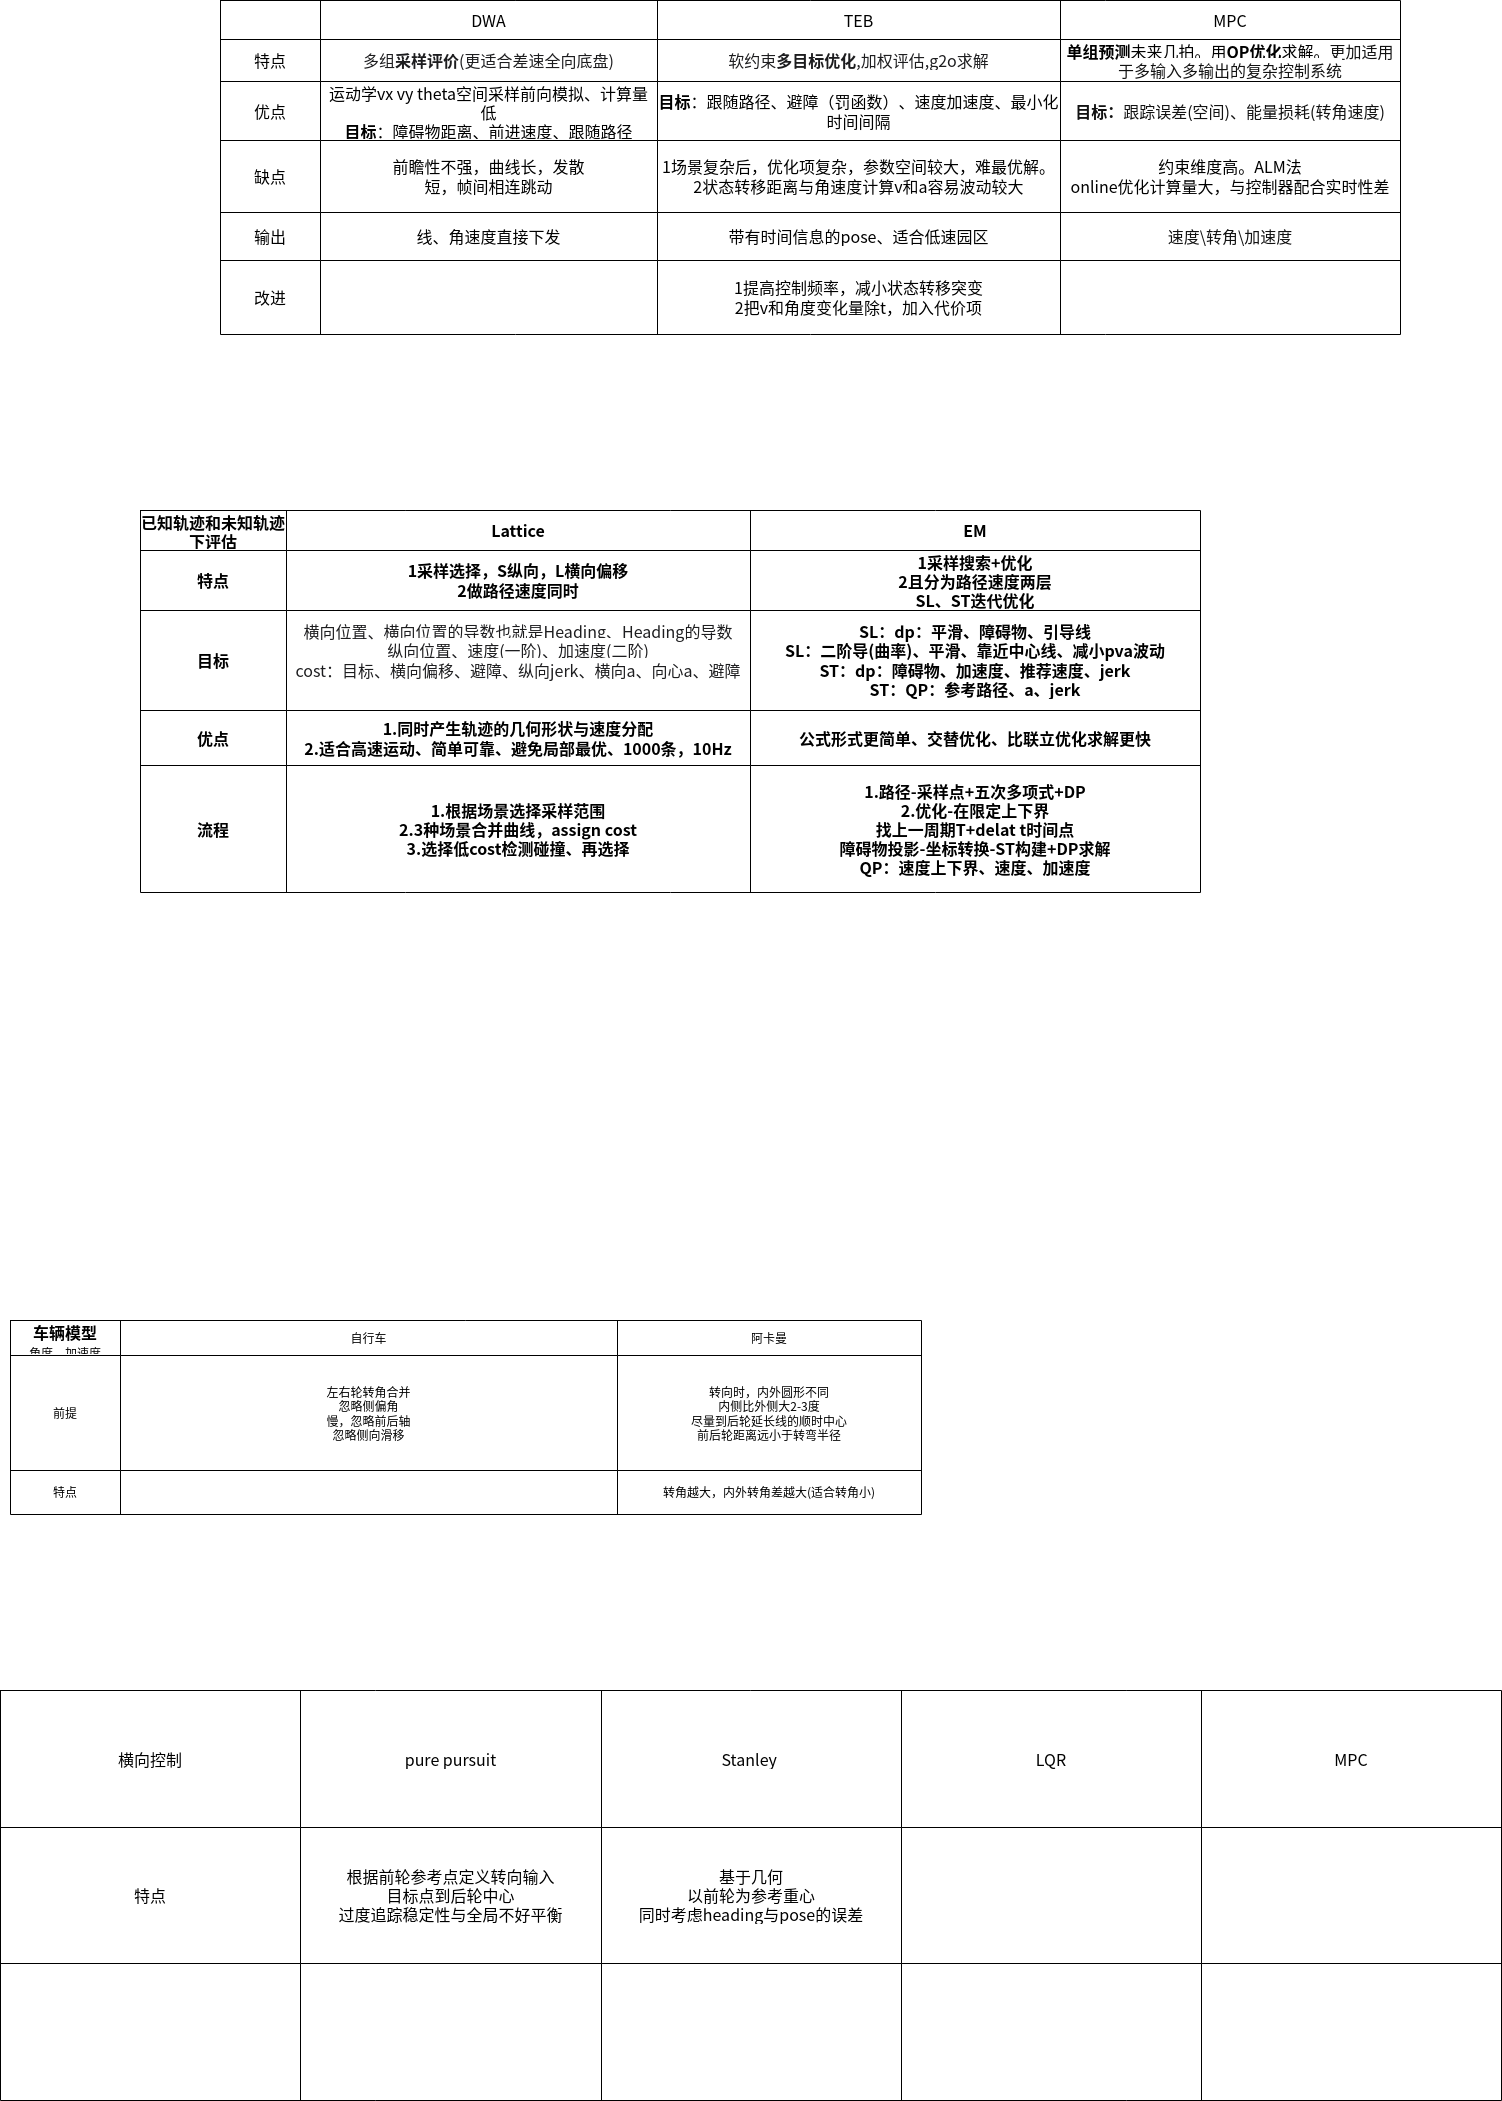 DWA
TEB
MPC
特点
多组采样评价(更适合差速全向底盘)
软约束多目标优化,加权评估,g2o求解
单组预测未来几拍。用OP优化求解。更加适用
于多输入多输出的复杂控制系统
优点
运动学vx vy theta空间采样前向模拟、计算量
低
目标：障碍物距离、前进速度、跟随路径
目标：跟随路径、避障（罚函数）、速度加速度、最小化
时间间隔
目标：跟踪误差(空间)、能量损耗(转角速度)
缺点
前瞻性不强，曲线长，发散
短，帧间相连跳动
1场景复杂后，优化项复杂，参数空间较大，难最优解。
2状态转移距离与角速度计算v和a容易波动较大
约束维度高。ALM法
online优化计算量大，与控制器配合实时性差
输出
线、角速度直接下发
带有时间信息的pose、适合低速园区
速度\转角\加速度
改进
1提高控制频率，减小状态转移突变
2把v和角度变化量除t，加入代价项
已知轨迹和未知轨迹
下评估
Lattice
EM
特点
1采样选择，S纵向，L横向偏移
2做路径速度同时
1采样搜索+优化
2且分为路径速度两层
SL、ST迭代优化
目标
横向位置、横向位置的导数也就是Heading、Heading的导数
纵向位置、速度(一阶)、加速度(二阶)
cost：目标、横向偏移、避障、纵向jerk、横向a、向心a、避障
SL：dp：平滑、障碍物、引导线
SL：二阶导(曲率)、平滑、靠近中心线、减小pva波动
ST：dp：障碍物、加速度、推荐速度、jerk
ST：QP：参考路径、a、jerk
优点
1.同时产生轨迹的几何形状与速度分配
2.适合高速运动、简单可靠、避免局部最优、1000条，10Hz
公式形式更简单、交替优化、比联立优化求解更快
流程
1.根据场景选择采样范围
2.3种场景合并曲线，assign cost
3.选择低cost检测碰撞、再选择
1.路径-采样点+五次多项式+DP
2.优化-在限定上下界
找上一周期T+delat t时间点
障碍物投影-坐标转换-ST构建+DP求解
QP：速度上下界、速度、加速度
车辆模型
角度、加速度
自行车
阿卡曼
前提
左右轮转角合并
忽略侧偏角
慢，忽略前后轴
忽略侧向滑移
转向时，内外圆形不同
内侧比外侧大2-3度
尽量到后轮延长线的顺时中心
前后轮距离远小于转弯半径
特点
转角越大，内外转角差越大(适合转角小)
横向控制
pure pursuit
Stanley
LQR
MPC
特点
根据前轮参考点定义转向输入
目标点到后轮中心
过度追踪稳定性与全局不好平衡
基于几何
以前轮为参考重心
同时考虑heading与pose的误差